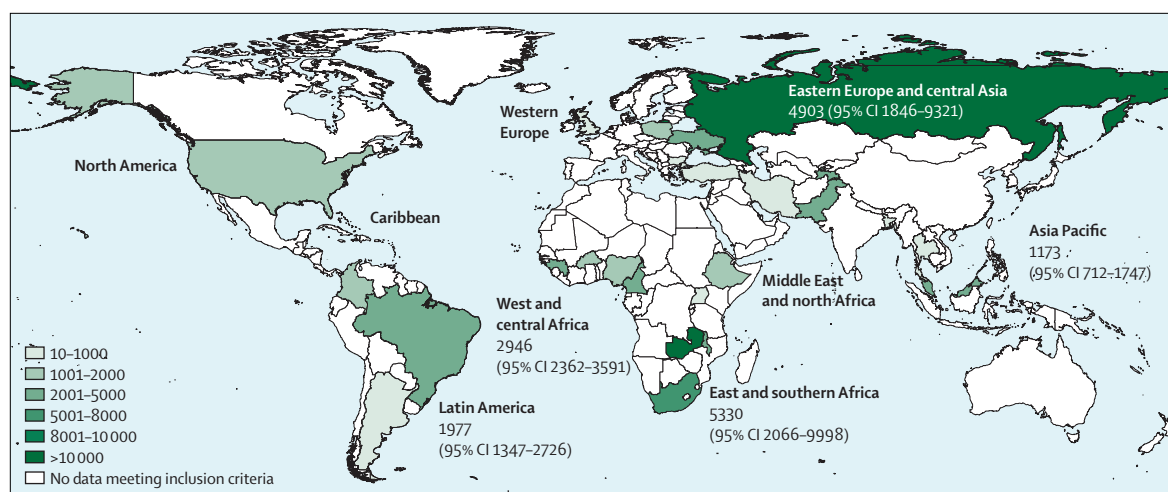 Eastern Europe and central Asia
4903 (95% CI 1846–9321)
Western
Europe
North America
Caribbean
Asia Pacific
1173
(95% CI 712–1747)
Middle East
and north Africa
West and
central Africa
2946
(95% CI 2362–3591)
East and southern Africa
5330
(95% CI 2066–9998)
Latin America
1977
(95% CI 1347–2726)
10–1000
1001–2000
2001–5000
5001–8000
8001–10 000
>10 000
No data meeting inclusion criteria